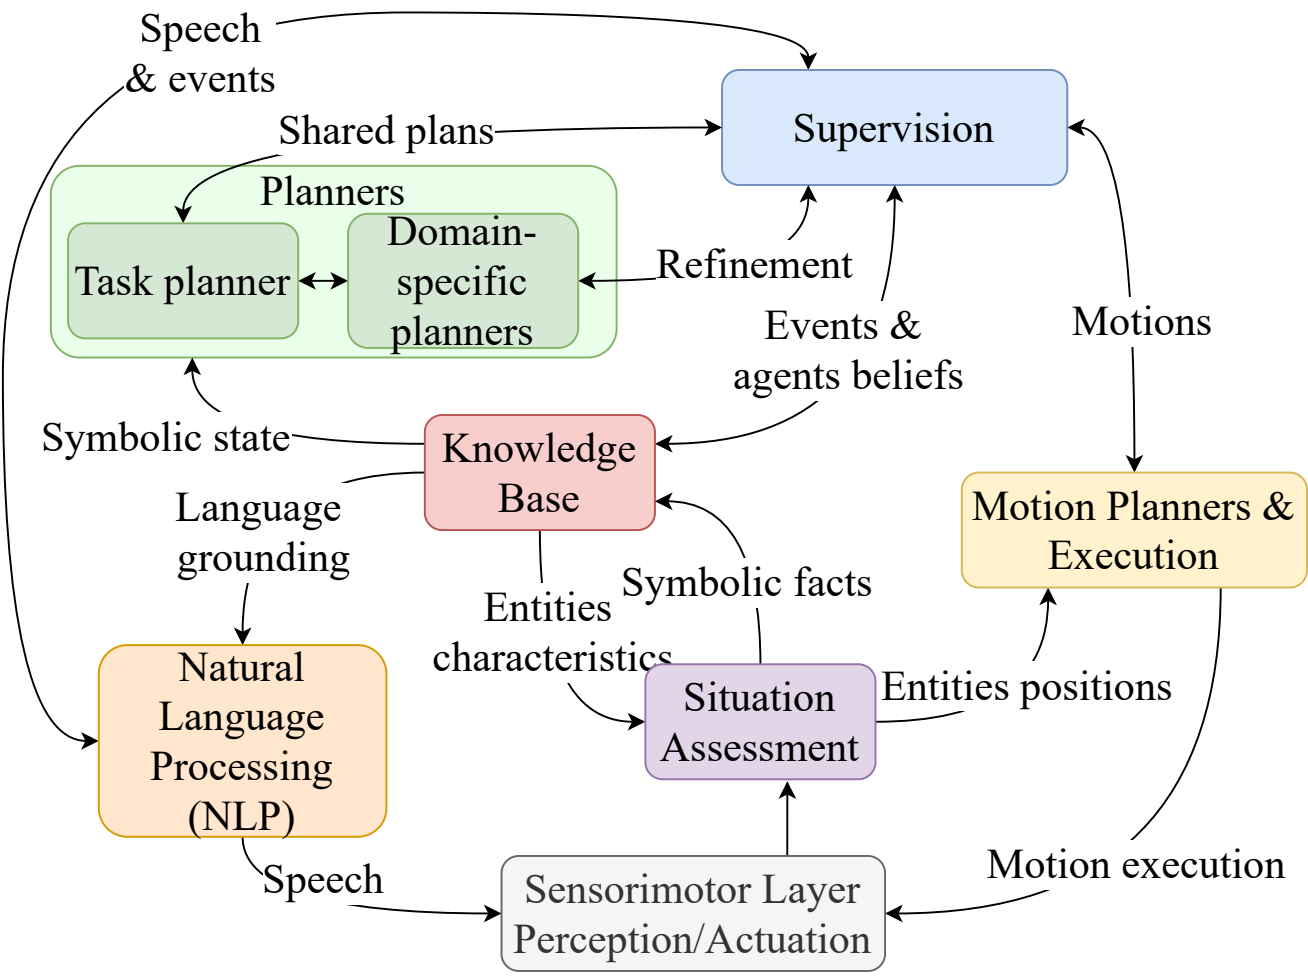 Speech
& events
Shared plans
Supervision
Planners
Task planner
Domain-
specific
planners
Refinement
Events &
agents beliefs
Motions
Symbolic state
Knowledge
Base
Language
grounding
Motion Planners &
Execution
Symbolic facts
Entities
characteristics
Natural
Language
Processing
(NLP)
Situation
Assessment
Entities positions
Speech
Sensorimotor Layer
Perception/Actuation
Motion execution